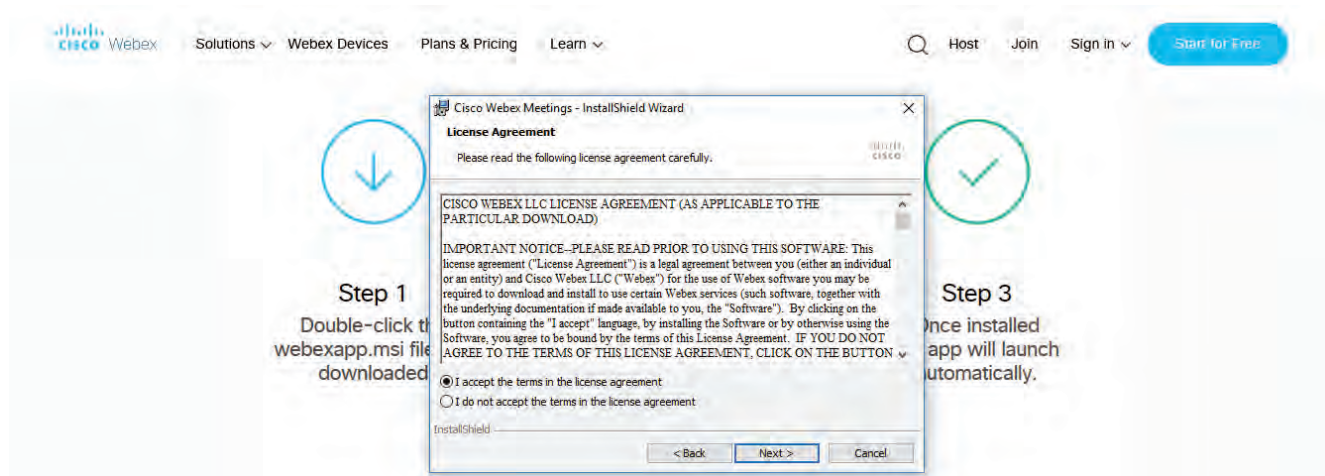 CISCO Webex Solutions Webex Devices Plans & Pricing Learn Host Join Sign in Start for Free
Cisco Webex Meetings - InstallShield Wizard
License Agreement
Please read the following license agreement carefully.
CISCO
CISCO WEBEX LLC LICENSE AGREEMENT (AS APPLICABLE TO THE
PARTICULAR DOWNLOAD)
IMPORTANT NOTICE--PLEASE READ PRIOR TO USING THIS SOFTWARE: This
license agreement ("License Agreement") is a legal agreement between you (either an individual
or an entity) and Cisco Webex LLC ("Webex") for the use of Webex software you may be
required to download and install to use certain Webex services (such software, together with
the underlying documentation if made available to you, the "Software"). By clicking on the
button containing the "I accept" language, by installing the Software or by otherwise using the
Software, you agree to be bound by the terms of this License Agreement. IF YOU DO NOT
AGREE TO THE TERMS OF THIS LICENSE AGREEMENT, CLICK ON THE BUTTON
I accept the terms in the license agreement
I do not accept the terms in the license agreement
InstallShield
< Back Next > Cancel
Step 1
Double-click
webexapp.msi
downloaded
Step 3
installed
app will launch
automatically.